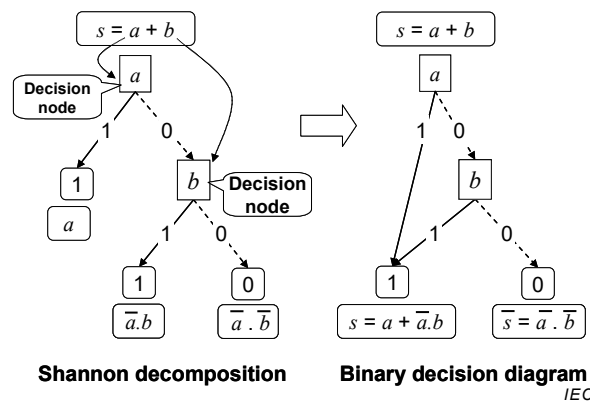 s = a + b
a
Decision
node
1
0
1
a
b
Decision
node
1
0
1
0
a̅.b
a̅ . b̅
Shannon decomposition
s = a + b
a
1
0
b
1
0
1
0
s = a + a̅.b
s̅ = a̅ . b̅
Binary decision diagram
IEC